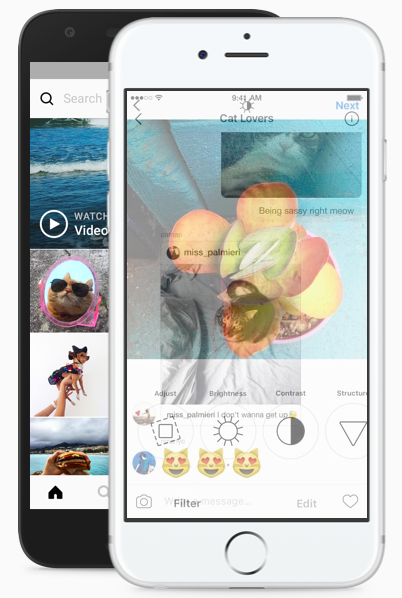 Search
WATCH
Video
9:41 AM
Next
Cat Lovers
Being sassy right meow
miss_palmieri
Adjust
Brightness
Contrast
Structure
miss_palmieri I don't wanna get up
Write a message...
Filter
Edit